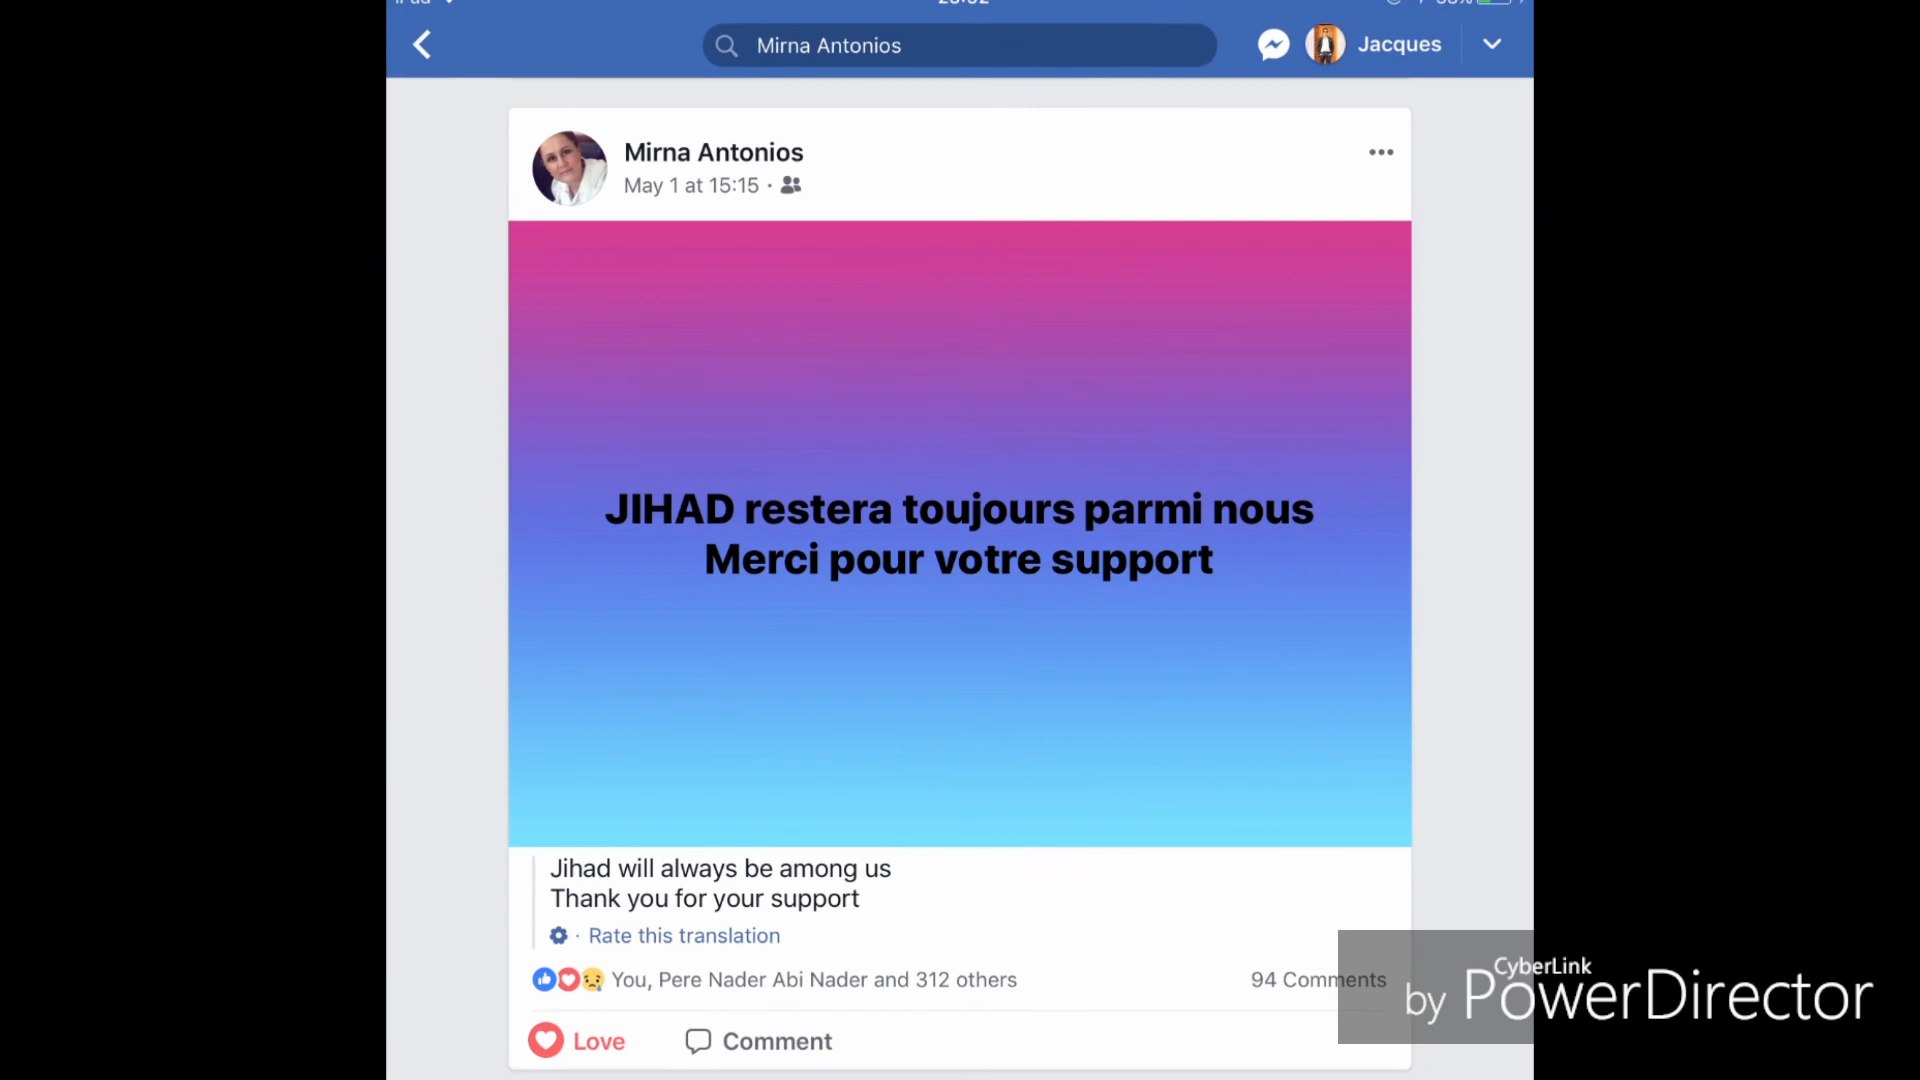 Mirna Antonios
Jacques
Mirna Antonios
May 1 at 15:15 ·
JIHAD restera toujours parmi nous
Merci pour votre support
Jihad will always be among us
Thank you for your support
· Rate this translation
You, Pere Nader Abi Nader and 312 others
94 Comments
Love
Comment
by CyberLink PowerDirector